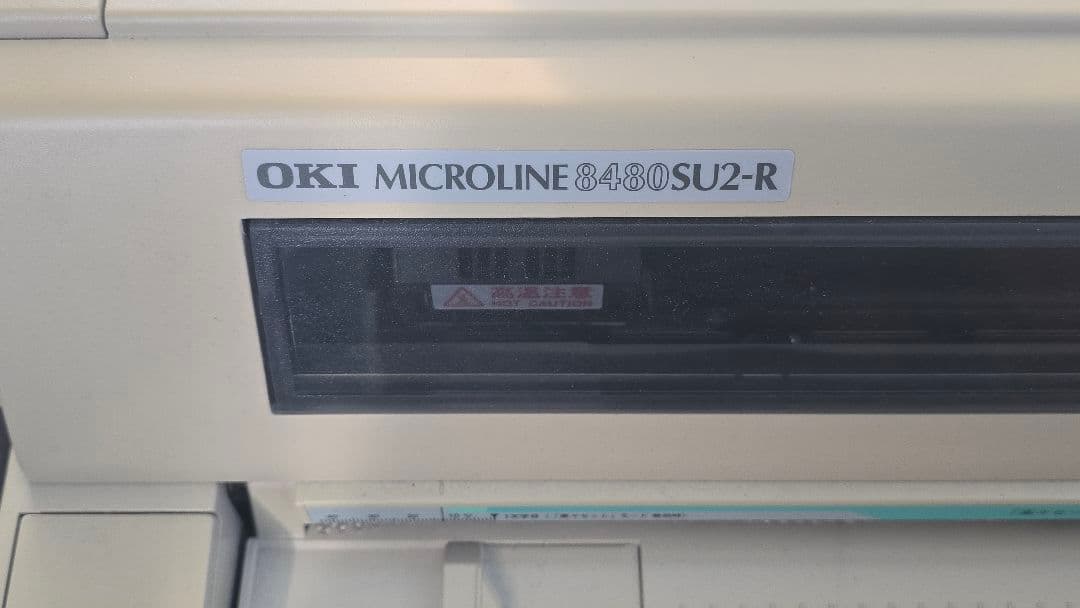 OKI MICROLINE 8480SU2-R
高温注意
HOT CAUTION